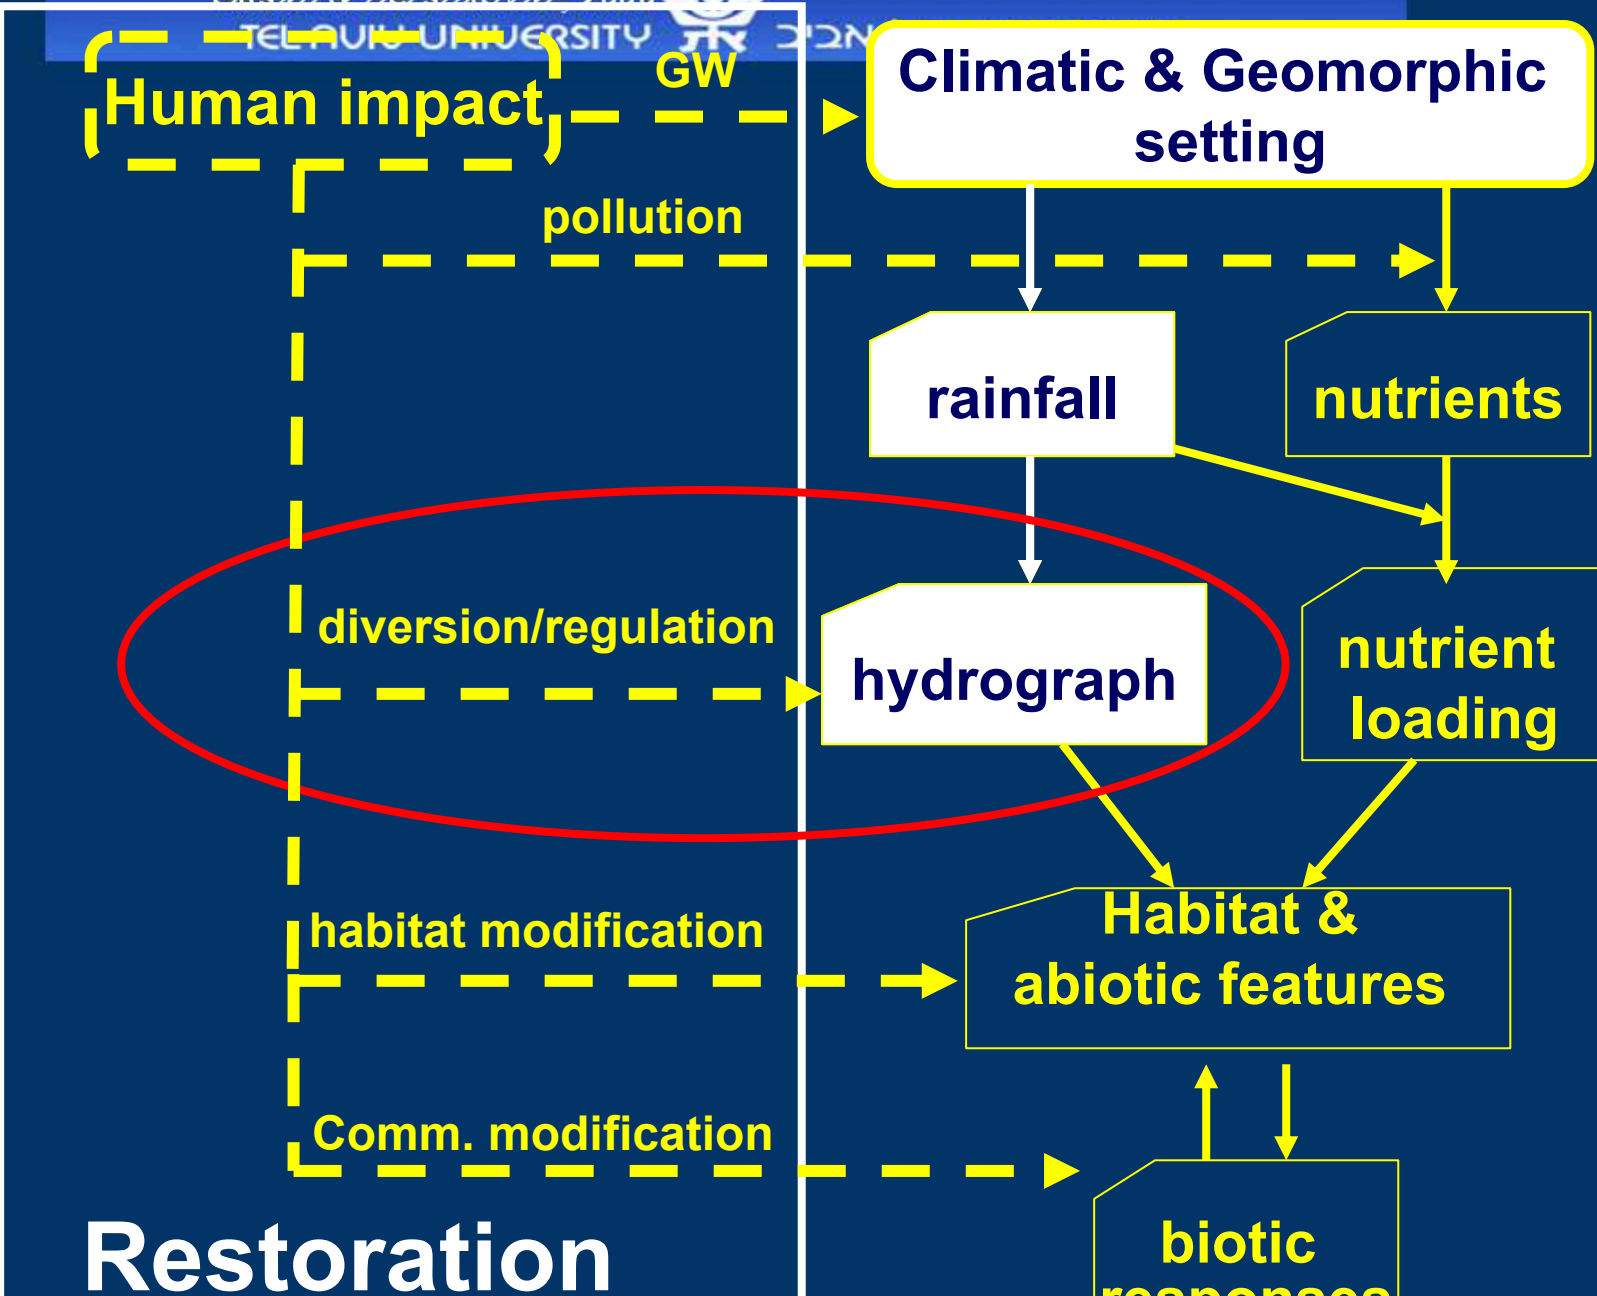 TEL AVIV UNIVERSITY
Human impact
GW
Climatic & Geomorphic
setting
pollution
rainfall
nutrients
diversion/regulation
hydrograph
nutrient
loading
habitat modification
Habitat &
abiotic features
Comm. modification
Restoration
biotic
responses